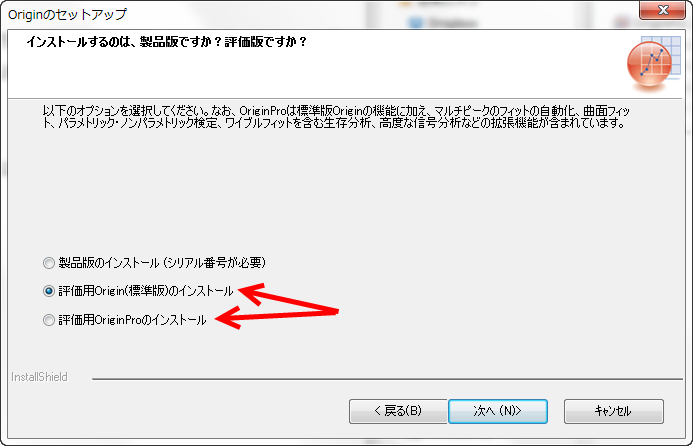 Originのセットアップ
インストールするのは、製品版ですか？評価版ですか？
以下のオプションを選択してください。なお、OriginProは標準版Originの機能に加え、マルチピークのフィットの自動化、曲面フィッ
ト、パラメトリック・ノンパラメトリック検定、ワイブルフィットを含む生存分析、高度な信号分析などの拡張機能が含まれています。
製品版のインストール（シリアル番号が必要）
評価用Origin(標準版)のインストール
評価用OriginProのインストール
InstallShield
< 戻る(B)
次へ (N)>
キャンセル